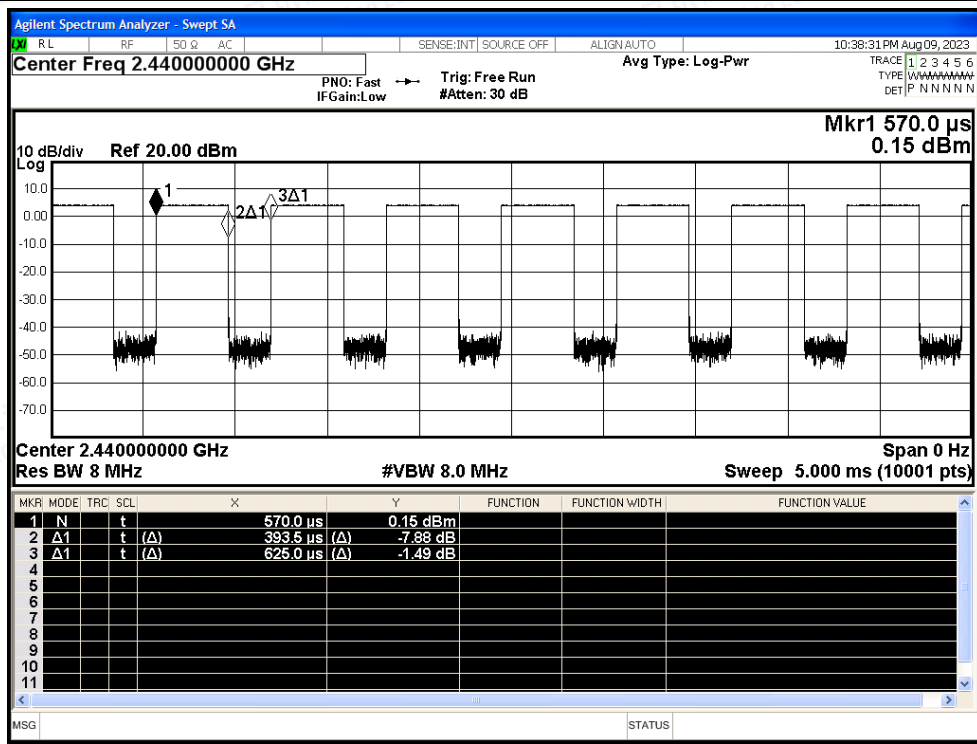 Agilent Spectrum Analyzer - Swept SA
LXI RL RF 50 Ω AC SENSE:INT SOURCE OFF ALIGN AUTO 10:38:31 PM Aug 09, 2023
Center Freq 2.440000000 GHz Avg Type: Log-Pwr TRACE 1 2 3 4 5 6
PNO: Fast Trig: Free Run TYPE WWWWWW
IFGain:Low #Atten: 30 dB DET P N N N N N
Mkr1 570.0 µs
10 dB/div Ref 20.00 dBm 0.15 dBm
Log
10.0
1 2Δ1 3Δ1
0.00
-10.0
-20.0
-30.0
-40.0
-50.0
-60.0
-70.0
Center 2.440000000 GHz Span 0 Hz
Res BW 8 MHz #VBW 8.0 MHz Sweep 5.000 ms (10001 pts)
MKR MODE TRC SCL X Y FUNCTION FUNCTION WIDTH FUNCTION VALUE
1 N t 570.0 µs 0.15 dBm
2 Δ1 t (Δ) 393.5 µs (Δ) -7.88 dB
3 Δ1 t (Δ) 625.0 µs (Δ) -1.49 dB
4
5
6
7
8
9
10
11
MSG STATUS